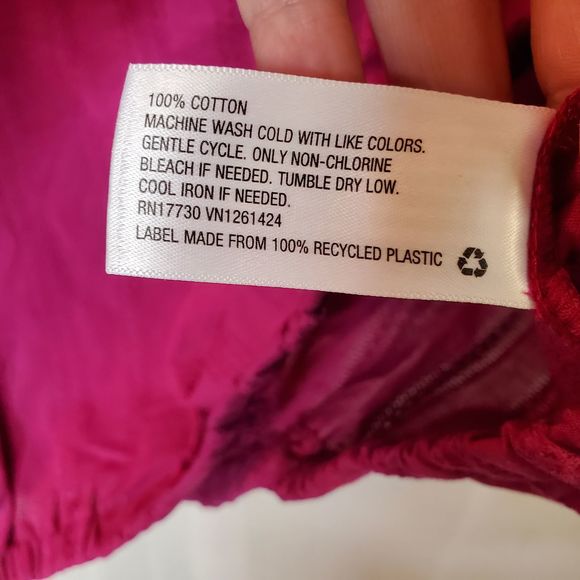 100% COTTON
MACHINE WASH COLD WITH LIKE COLORS.
GENTLE CYCLE. ONLY NON-CHLORINE
BLEACH IF NEEDED. TUMBLE DRY LOW.
COOL IRON IF NEEDED.
RN17730 VN1261424
LABEL MADE FROM 100% RECYCLED PLASTIC